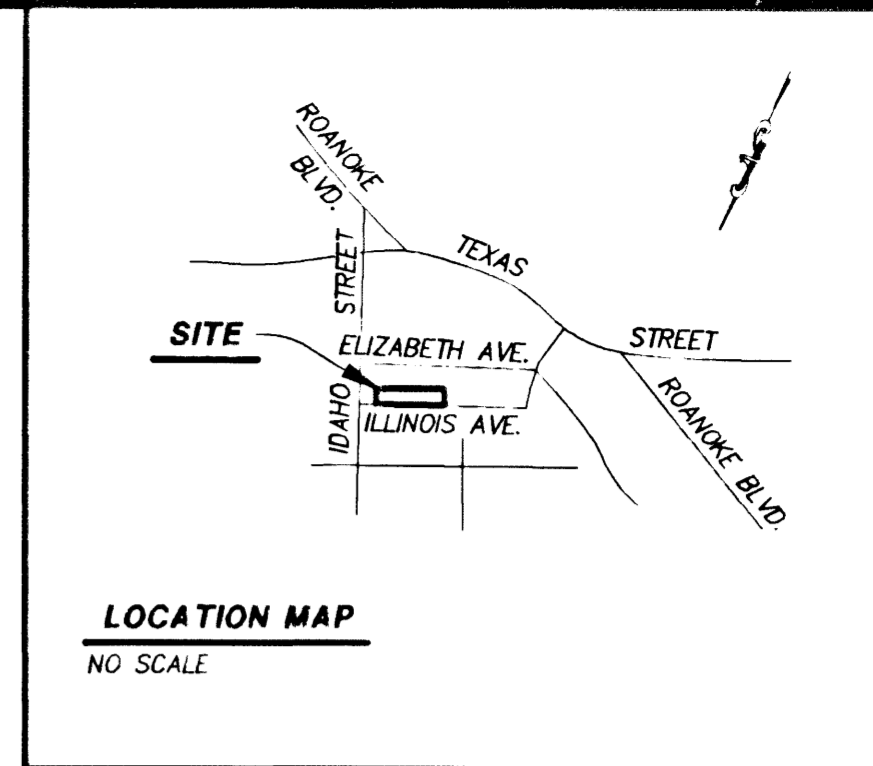 ROANOKE
BLVD.
TEXAS
STREET
SITE
STREET
ELIZABETH AVE.
IDAHO
ILLINOIS AVE.
ROANOKE BLVD.
LOCATION MAP
NO SCALE